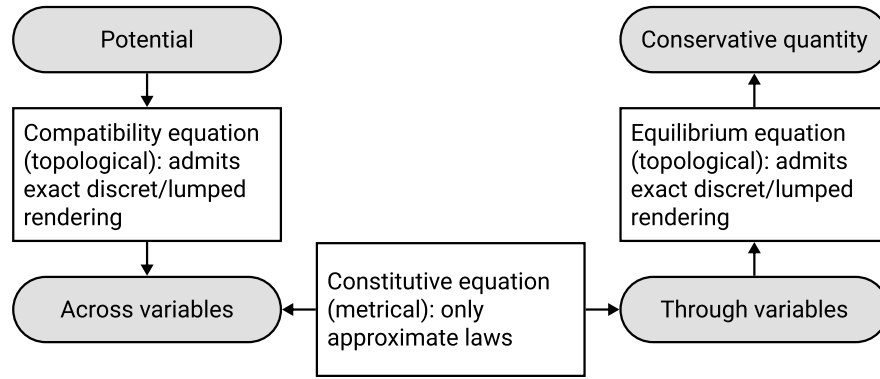 Potential
Conservative quantity
Compatibility equation
(topological): admits
exact discret/lumped
rendering
Equilibrium equation
(topological): admits
exact discret/lumped
rendering
Constitutive equation
(metrical): only
approximate laws
Across variables
Through variables